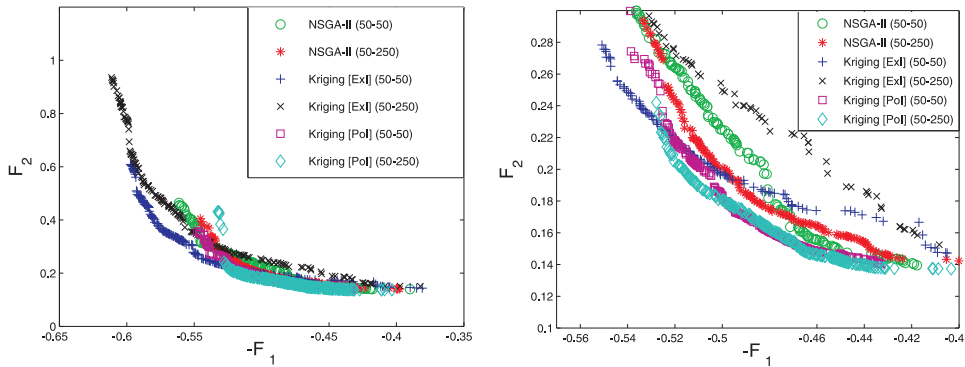 NSGA-II (50-50)
NSGA-II (50-250)
Kriging [ExI] (50-50)
Kriging [ExI] (50-250)
Kriging [PoI] (50-50)
Kriging [PoI] (50-250)
1
0.8
0.6
0.4
0.2
0
F2
-0.65
-0.6
-0.55
-0.5
-0.45
-0.4
-0.35
-F1
NSGA-II (50-50)
NSGA-II (50-250)
Kriging [ExI] (50-50)
Kriging [ExI] (50-250)
Kriging [PoI] (50-50)
Kriging [PoI] (50-250)
0.28
0.26
0.24
0.22
0.2
0.18
0.16
0.14
0.12
0.1
F2
-0.56
-0.54
-0.52
-0.5
-0.48
-0.46
-0.44
-0.42
-0.4
-F1